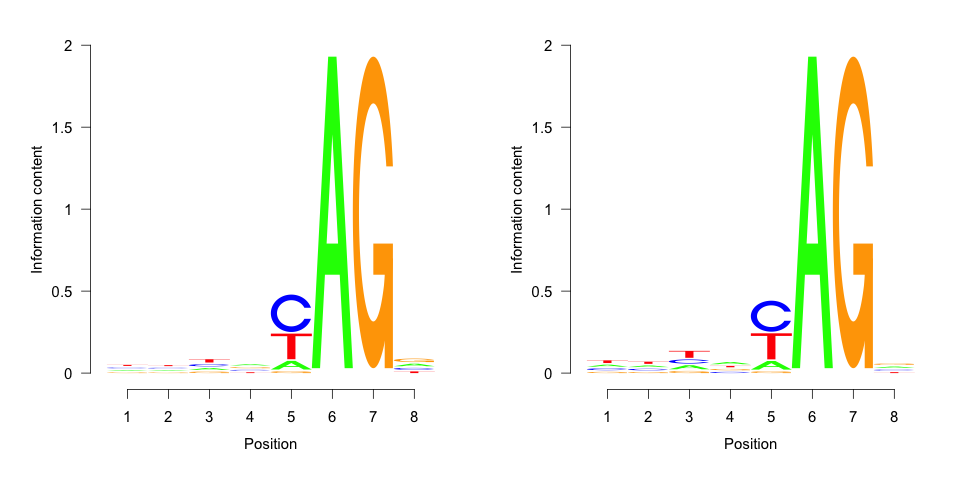 2
1.5
1
0.5
0
Information content
C
T
A
A
G
1 2 3 4 5 6 7 8
Position
2
1.5
1
0.5
0
Information content
C
T
A
A
G
1 2 3 4 5 6 7 8
Position